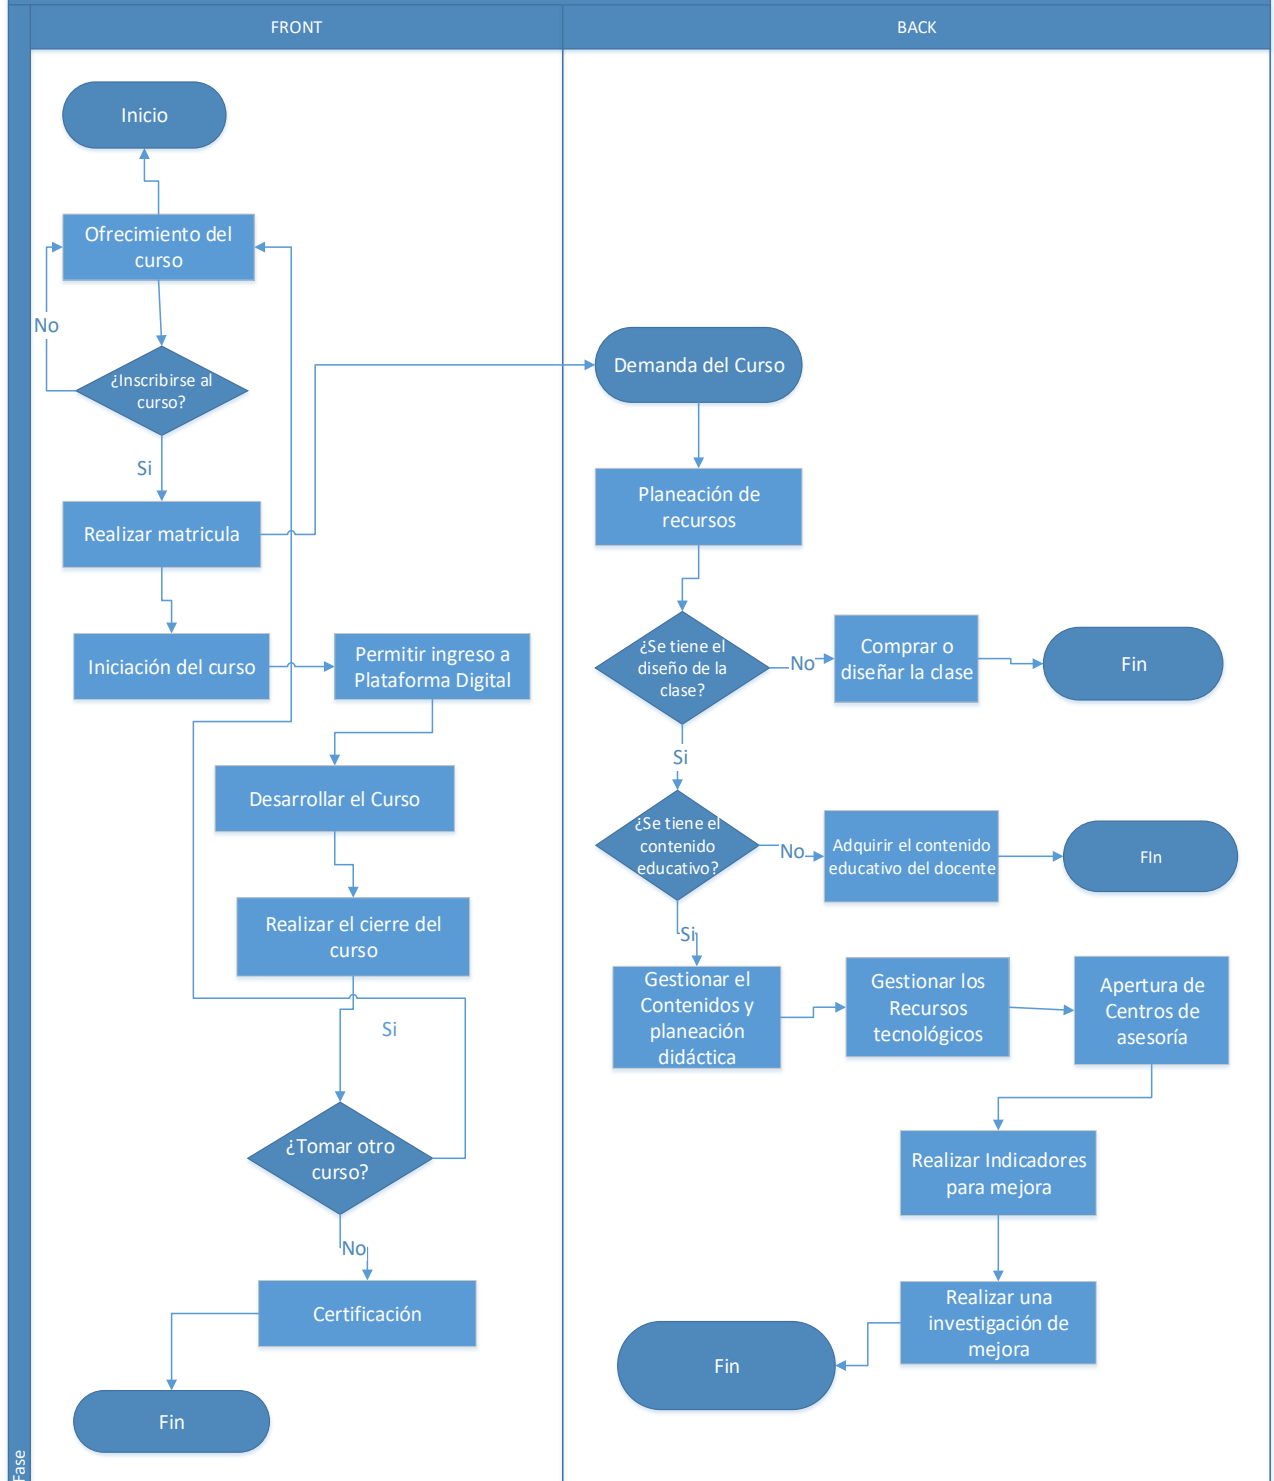 FRONT
BACK
Inicio
Ofrecimiento del
curso
No
¿Inscribirse al
curso?
Si
Realizar matricula
Iniciación del curso
Permitir ingreso a
Plataforma Digital
Desarrollar el Curso
Realizar el cierre del
curso
Si
¿Tomar otro
curso?
No
Certificación
Fin
Demanda del Curso
Planeación de
recursos
¿Se tiene el
diseño de la
clase?
No
Comprar o
diseñar la clase
Fin
Si
¿Se tiene el
contenido
educativo?
No
Adquirir el contenido
educativo del docente
FIn
Si
Gestionar el
Contenidos y
planeación
didáctica
Gestionar los
Recursos
tecnológicos
Apertura de
Centros de
asesoría
Realizar Indicadores
para mejora
Realizar una
investigación de
mejora
Fin
Fase